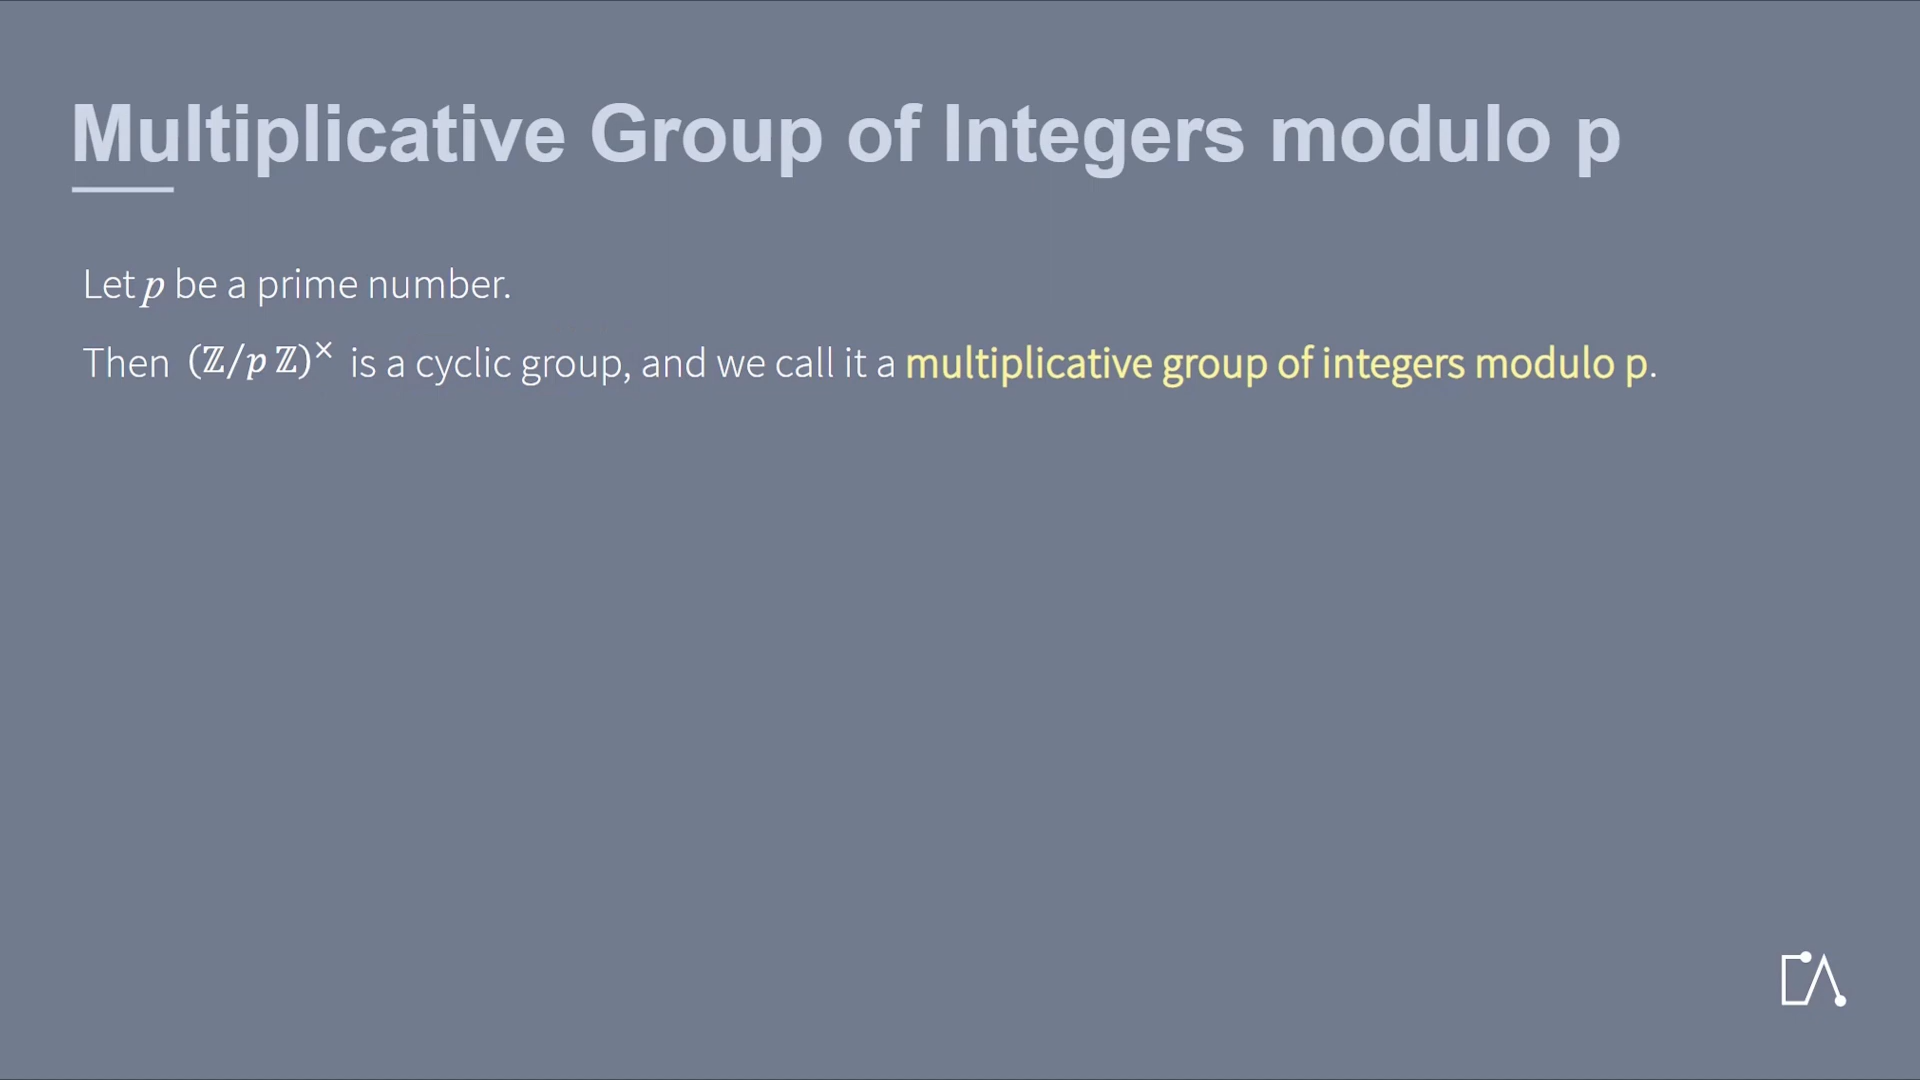 Multiplicative Group of Integers modulo p
Let p be a prime number.
Then (ℤ/p ℤ)× is a cyclic group, and we call it a multiplicative group of integers modulo p.